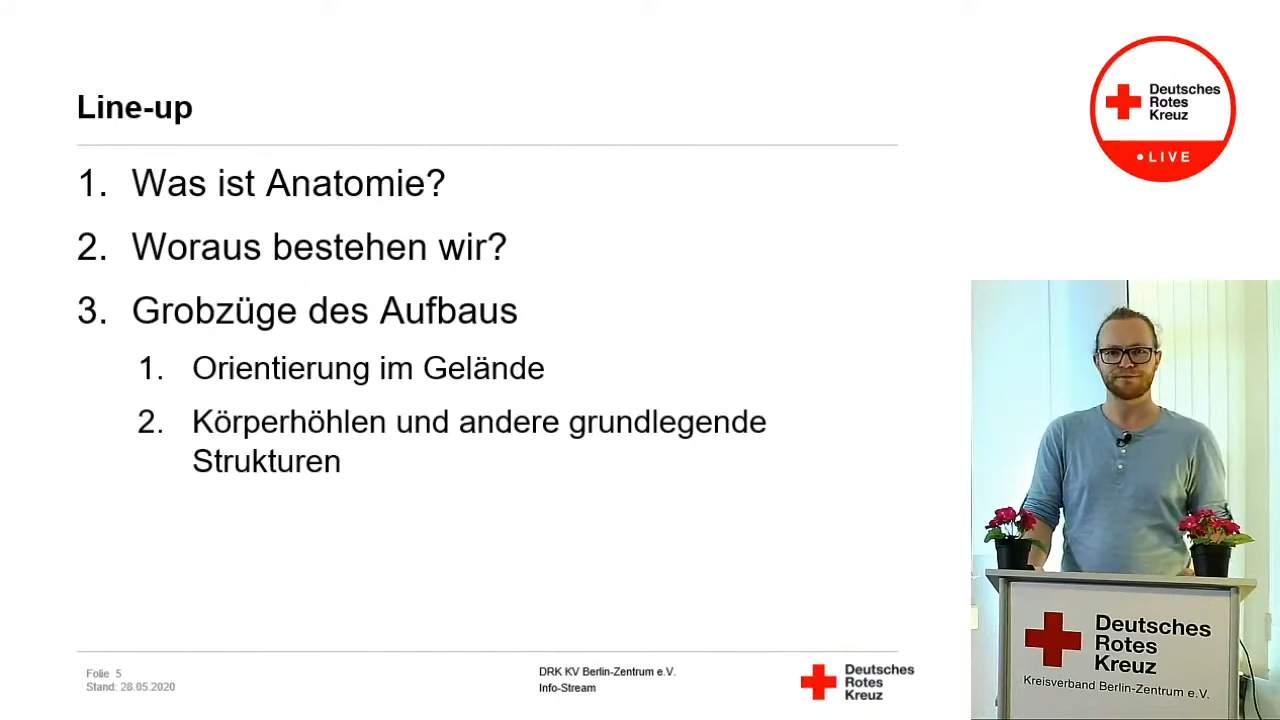 Line-up
1. Was ist Anatomie?
2. Woraus bestehen wir?
3. Grobzüge des Aufbaus
1. Orientierung im Gelände
2. Körperhöhlen und andere grundlegende
Strukturen
Folie 5
Stand: 28.05.2020
DRK KV Berlin-Zentrum e.V.
Info-Stream
Deutsches
Rotes
Kreuz
Deutsches
Rotes
Kreuz
• LIVE
Deutsches
Rotes
Kreuz
Kreisverband Berlin-Zentrum e.V.